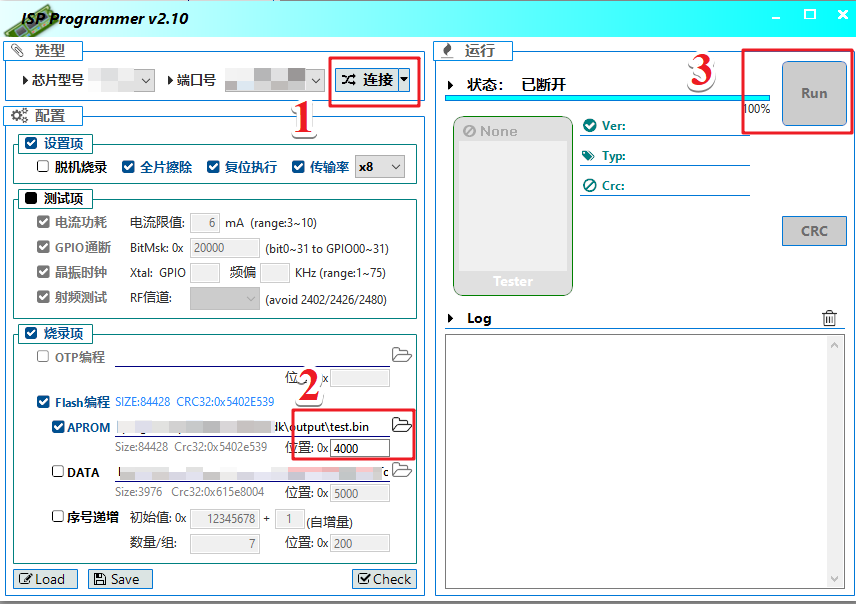 ISP Programmer v2.10
选型
芯片型号
端口号
连接
1
配置
设置项
脱机烧录 全片擦除 复位执行 传输率 x8
测试项
电流功耗 电流限值: 6 mA (range:3~10)
GPIO通断 BitMsk: 0x 20000 (bit0~31 to GPIO00~31)
晶振时钟 Xtal: GPIO 频偏 KHz (range:1~75)
射频测试 RF信道: (avoid 2402/2426/2480)
烧录项
OTP编程
位 x
2
Flash编程 SIZE:84428 CRC32:0x5402E539
APROM dk\output\test.bin
Size:84428 Crc32:0x5402e539 位置: 0x 4000
DATA
Size:3976 Crc32:0x615e8004 位置: 0x 5000
序号递增 初始值: 0x 12345678 + 1 (自增量)
数量/组: 7 位置: 0x 200
Load Save Check
运行
状态: 已断开
3
Run
100%
None
Ver:
Typ:
Crc:
CRC
Tester
Log